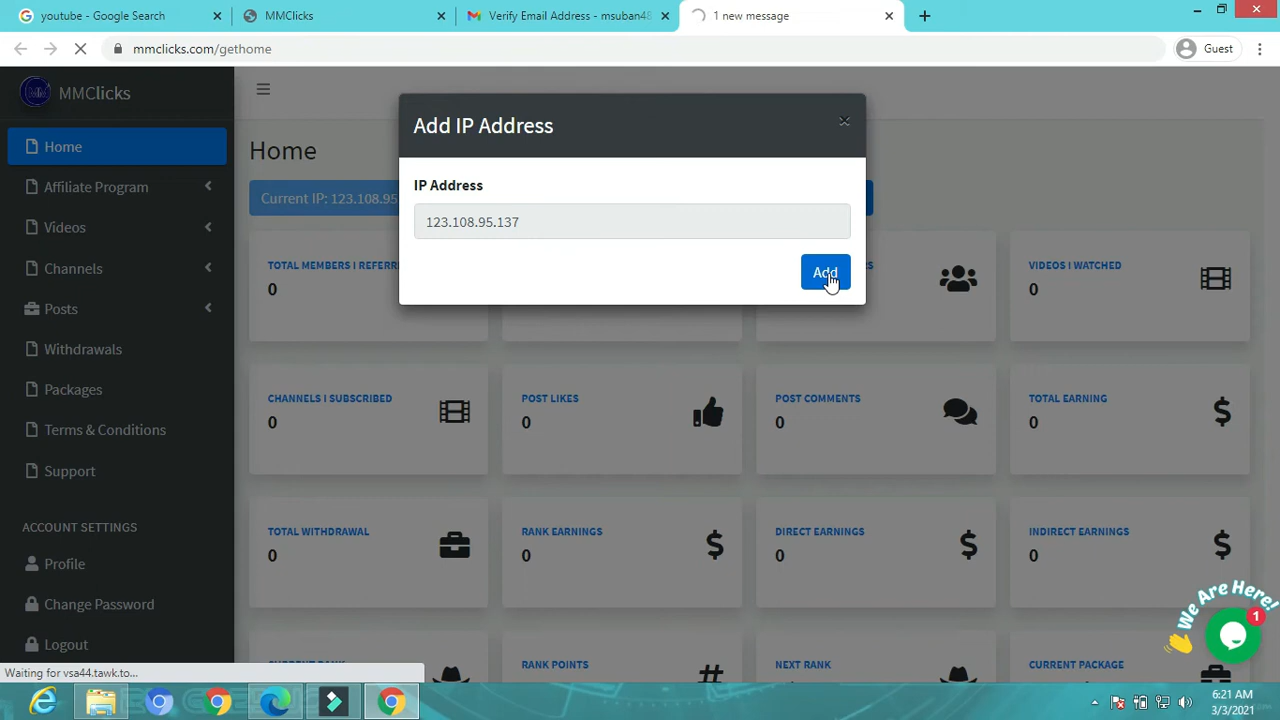 youtube - Google Search
MMClicks
Verify Email Address - msuban48
1 new message
mmclicks.com/gethome
Guest
MMClicks
Home
Affiliate Program
Videos
Channels
Posts
Withdrawals
Packages
Terms & Conditions
Support
ACCOUNT SETTINGS
Profile
Change Password
Logout
Add IP Address
IP Address
123.108.95.137
Add
Home
Current IP: 123.108.95
TOTAL MEMBERS I REFERR
0
VIDEOS I WATCHED
0
CHANNELS I SUBSCRIBED
0
POST LIKES
0
POST COMMENTS
0
TOTAL EARNING
0
TOTAL WITHDRAWAL
0
RANK EARNINGS
0
DIRECT EARNINGS
0
INDIRECT EARNINGS
0
RANK POINTS
NEXT RANK
CURRENT PACKAGE
We Are Here!
1
Waiting for vsa44.tawk.to...
6:21 AM
3/3/2021